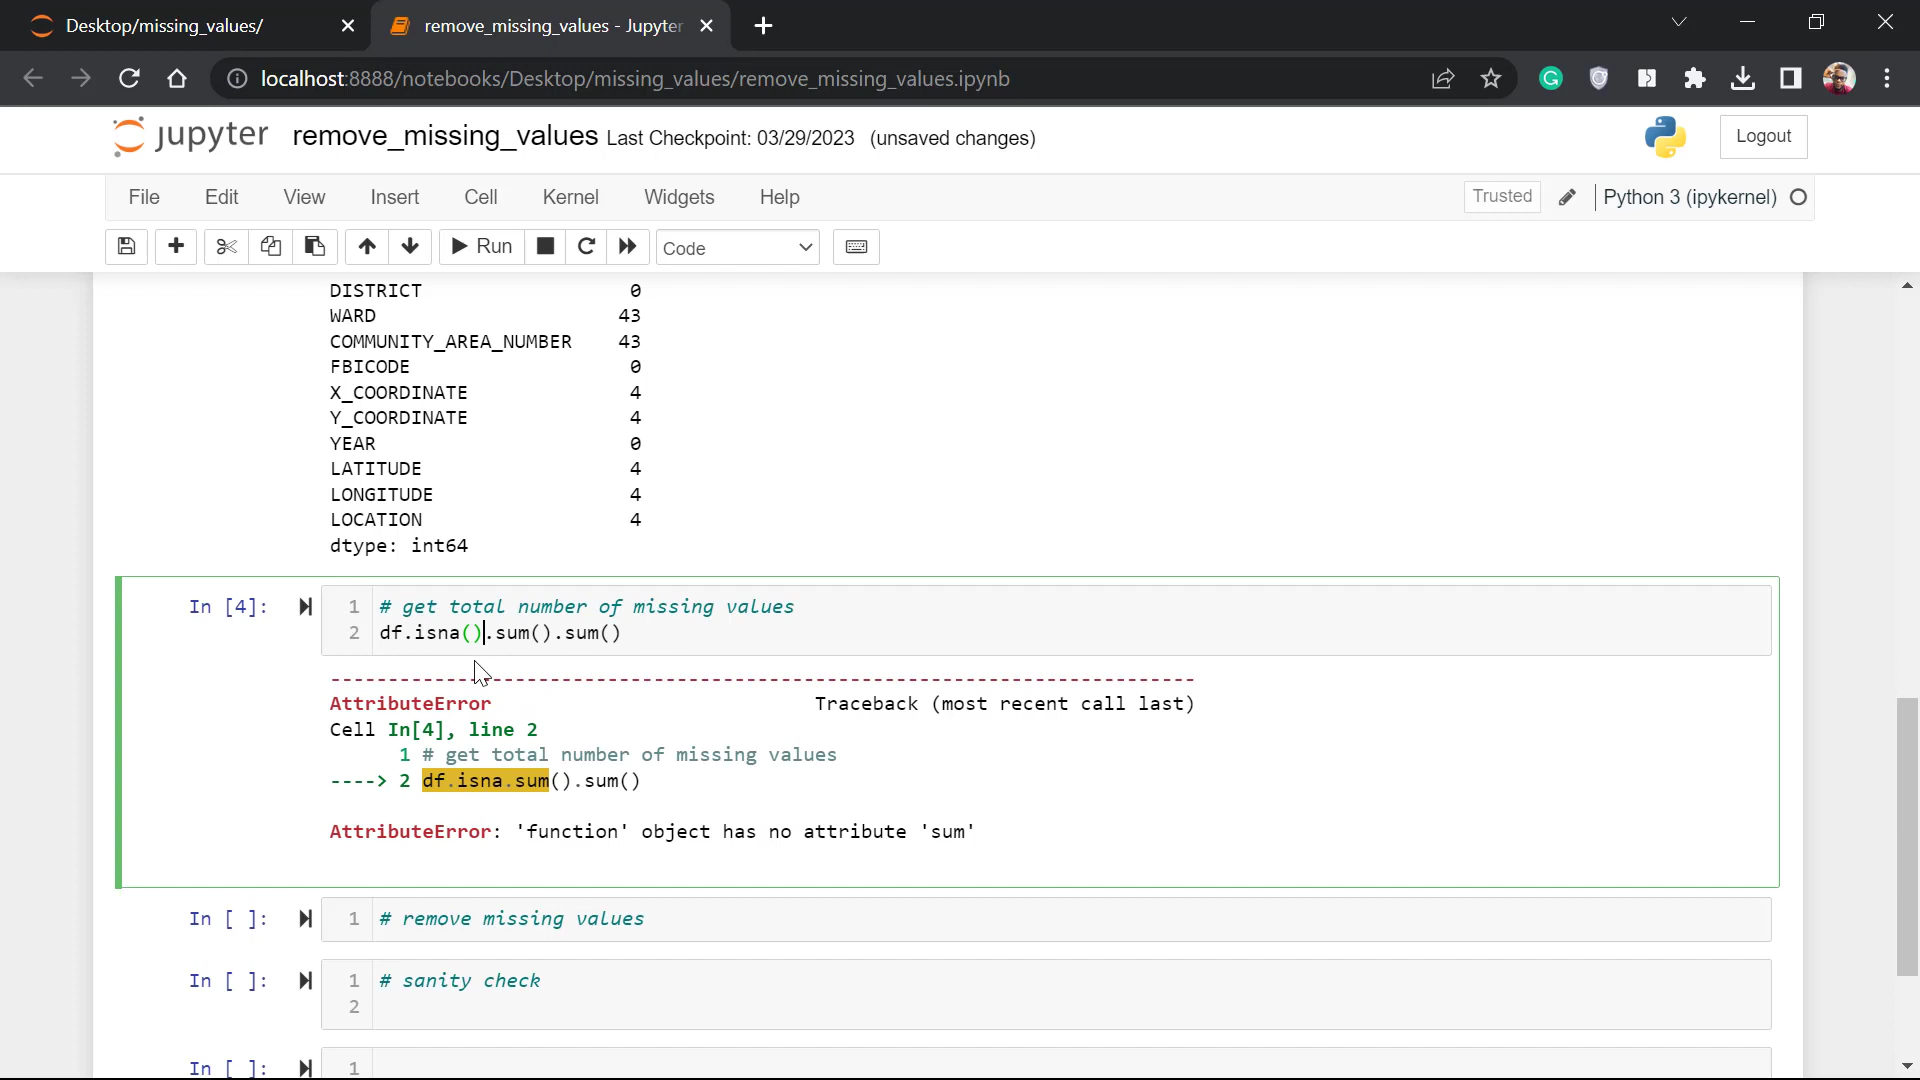 Desktop/missing_values/
remove_missing_values - Jupyter
localhost:8888/notebooks/Desktop/missing_values/remove_missing_values.ipynb
jupyter remove_missing_values Last Checkpoint: 03/29/2023 (unsaved changes) Logout
File Edit View Insert Cell Kernel Widgets Help Trusted Python 3 (ipykernel)
Run Code
DISTRICT 0
WARD 43
COMMUNITY_AREA_NUMBER 43
FBICODE 0
X_COORDINATE 4
Y_COORDINATE 4
YEAR 0
LATITUDE 4
LONGITUDE 4
LOCATION 4
dtype: int64
In [4]: 1 # get total number of missing values
2 df.isna().sum().sum()
---------------------------------------------------------------------------
AttributeError Traceback (most recent call last)
Cell In[4], line 2
1 # get total number of missing values
----> 2 df.isna.sum().sum()
AttributeError: 'function' object has no attribute 'sum'
In [ ]: 1 # remove missing values
In [ ]: 1 # sanity check
2
In [ ]: 1